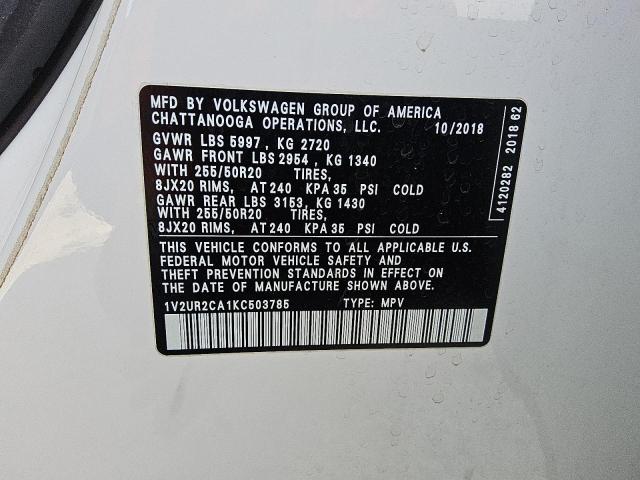 MFD BY VOLKSWAGEN GROUP OF AMERICA
CHATTANOOGA OPERATIONS, LLC. 10/2018
GVWR LBS 5997 , KG 2720
GAWR FRONT LBS 2954 , KG 1340
WITH 255/50R20 TIRES,
8JX20 RIMS, AT 240 KPA 35 PSI COLD
GAWR REAR LBS 3153, KG 1430
WITH 255/50R20 TIRES,
8JX20 RIMS, AT 240 KPA 35 PSI COLD
THIS VEHICLE CONFORMS TO ALL APPLICABLE U.S.
FEDERAL MOTOR VEHICLE SAFETY AND
THEFT PREVENTION STANDARDS IN EFFECT ON
THE DATE OF MANUFACTURE SHOWN ABOVE.
1V2UR2CA1KC503785 TYPE: MPV
4120282 2018 62